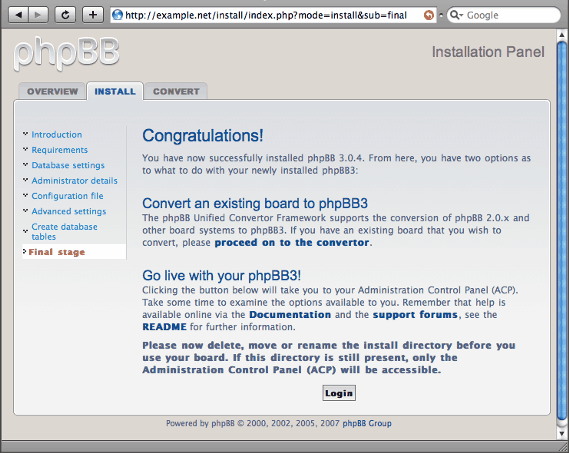 http://example.net/install/index.php?mode=install&sub=final
Google
phpBB
Installation Panel
OVERVIEW
INSTALL
CONVERT
Introduction
Requirements
Database settings
Administrator details
Configuration file
Advanced settings
Create database
tables
Final stage
Congratulations!
You have now successfully installed phpBB 3.0.4. From here, you have two options as
to what to do with your newly installed phpBB3:
Convert an existing board to phpBB3
The phpBB Unified Convertor Framework supports the conversion of phpBB 2.0.x and
other board systems to phpBB3. If you have an existing board that you wish to
convert, please proceed on to the convertor.
Go live with your phpBB3!
Clicking the button below will take you to your Administration Control Panel (ACP).
Take some time to examine the options available to you. Remember that help is
available online via the Documentation and the support forums, see the
README for further information.
Please now delete, move or rename the install directory before you
use your board. If this directory is still present, only the
Administration Control Panel (ACP) will be accessible.
Login
Powered by phpBB © 2000, 2002, 2005, 2007 phpBB Group